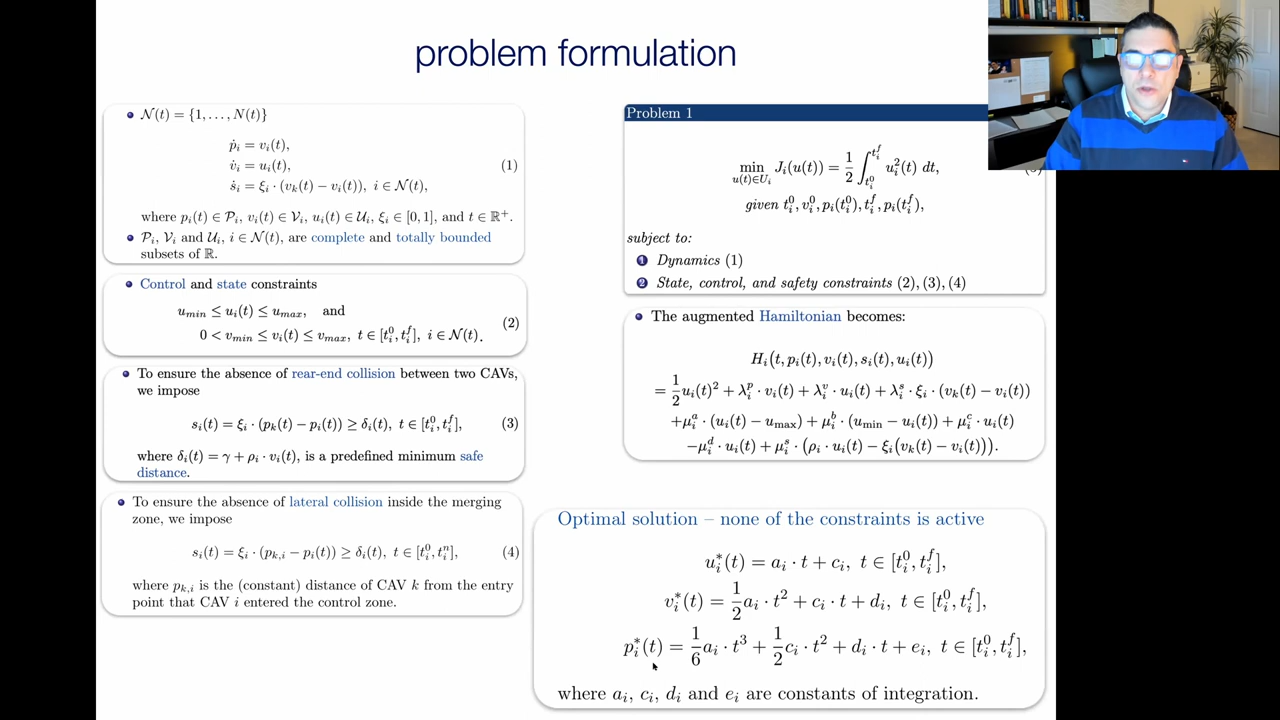 problem formulation
𝒩(t) = {1, . . . , N(t)}
ṗᵢ = vᵢ(t),
v̇ᵢ = uᵢ(t), (1)
ṡᵢ = ξᵢ · (vₖ(t) − vᵢ(t)), i ∈ 𝒩(t),
where pᵢ(t) ∈ 𝒫ᵢ, vᵢ(t) ∈ 𝒱ᵢ, uᵢ(t) ∈ 𝒰ᵢ, ξᵢ ∈ [0, 1], and t ∈ ℝ⁺.
𝒫ᵢ, 𝒱ᵢ and 𝒰ᵢ, i ∈ 𝒩(t), are complete and totally bounded
subsets of ℝ.
Control and state constraints
u_min ≤ uᵢ(t) ≤ u_max, and
0 < v_min ≤ vᵢ(t) ≤ v_max, t ∈ [tᵢ⁰, tᵢᶠ], i ∈ 𝒩(t). (2)
To ensure the absence of rear-end collision between two CAVs,
we impose
sᵢ(t) = ξᵢ · (pₖ(t) − pᵢ(t)) ≥ δᵢ(t), t ∈ [tᵢ⁰, tᵢᶠ], (3)
where δᵢ(t) = γ + ρᵢ · vᵢ(t), is a predefined minimum safe
distance.
To ensure the absence of lateral collision inside the merging
zone, we impose
sᵢ(t) = ξᵢ · (pₖ,ᵢ − pᵢ(t)) ≥ δᵢ(t), t ∈ [tᵢ⁰, tᵢⁿ], (4)
where pₖ,ᵢ is the (constant) distance of CAV k from the entry
point that CAV i entered the control zone.
Problem 1
min_{u(t)∈Uᵢ} Jᵢ(u(t)) = 1/2 ∫_{tᵢ⁰}^{tᵢᶠ} uᵢ²(t) dt,
given tᵢ⁰, vᵢ⁰, pᵢ(tᵢ⁰), tᵢᶠ, pᵢ(tᵢᶠ),
subject to:
1 Dynamics (1)
2 State, control, and safety constraints (2), (3), (4)
The augmented Hamiltonian becomes:
Hᵢ(t, pᵢ(t), vᵢ(t), sᵢ(t), uᵢ(t))
= 1/2 uᵢ(t)² + λᵢᵖ · vᵢ(t) + λᵢᵛ · uᵢ(t) + λᵢˢ · ξᵢ · (vₖ(t) − vᵢ(t))
+μᵢᵃ · (uᵢ(t) − u_max) + μᵢᵇ · (u_min − uᵢ(t)) + μᵢᶜ · uᵢ(t)
−μᵢᵈ · uᵢ(t) + μᵢˢ · (ρᵢ · uᵢ(t) − ξᵢ(vₖ(t) − vᵢ(t))).
Optimal solution – none of the constraints is active
uᵢ*(t) = aᵢ · t + cᵢ, t ∈ [tᵢ⁰, tᵢᶠ],
vᵢ*(t) = 1/2 aᵢ · t² + cᵢ · t + dᵢ, t ∈ [tᵢ⁰, tᵢᶠ],
pᵢ*(t) = 1/6 aᵢ · t³ + 1/2 cᵢ · t² + dᵢ · t + eᵢ, t ∈ [tᵢ⁰, tᵢᶠ],
where aᵢ, cᵢ, dᵢ and eᵢ are constants of integration.